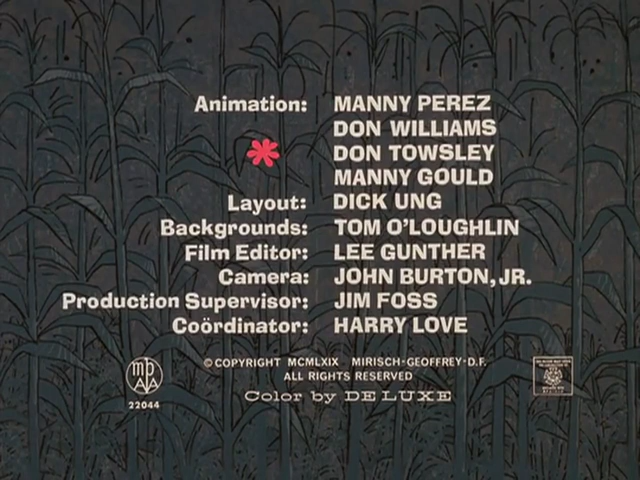 Animation: MANNY PEREZ
DON WILLIAMS
DON TOWSLEY
MANNY GOULD
Layout: DICK UNG
Backgrounds: TOM O'LOUGHLIN
Film Editor: LEE GUNTHER
Camera: JOHN BURTON, JR.
Production Supervisor: JIM FOSS
Coördinator: HARRY LOVE
© COPYRIGHT MCMLXIX MIRISCH-GEOFFREY-D.F.
ALL RIGHTS RESERVED
Color by DE LUXE
22044